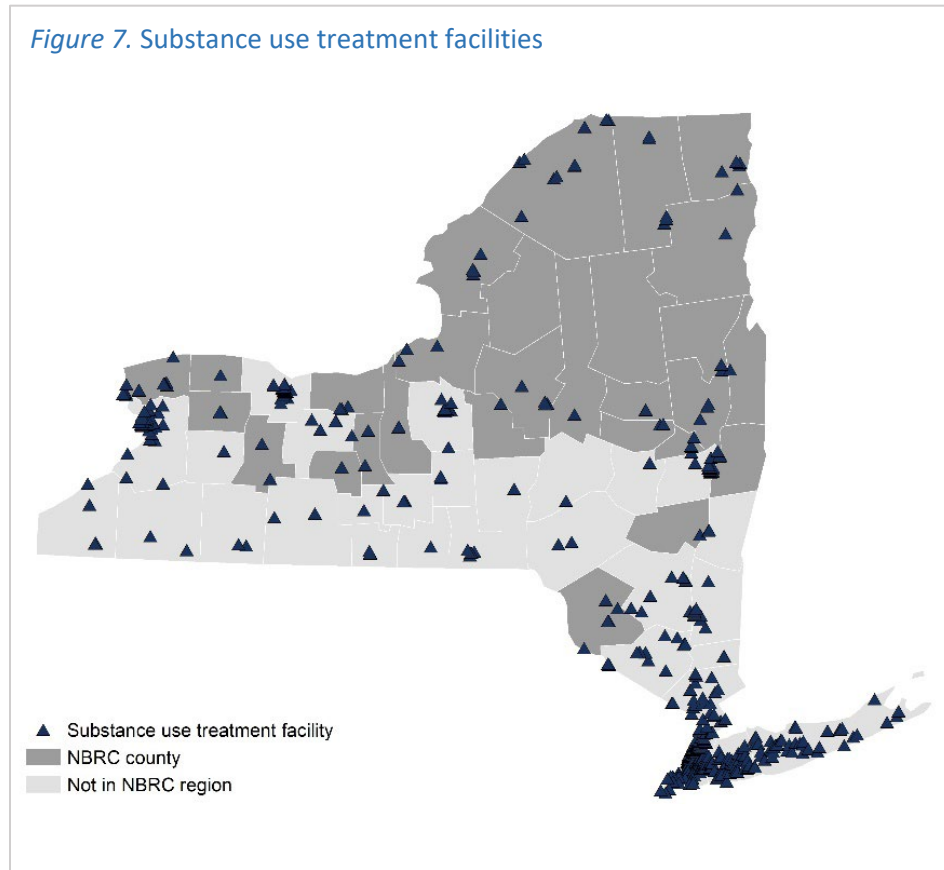 Figure 7. Substance use treatment facilities
Substance use treatment facility
NBRC county
Not in NBRC region